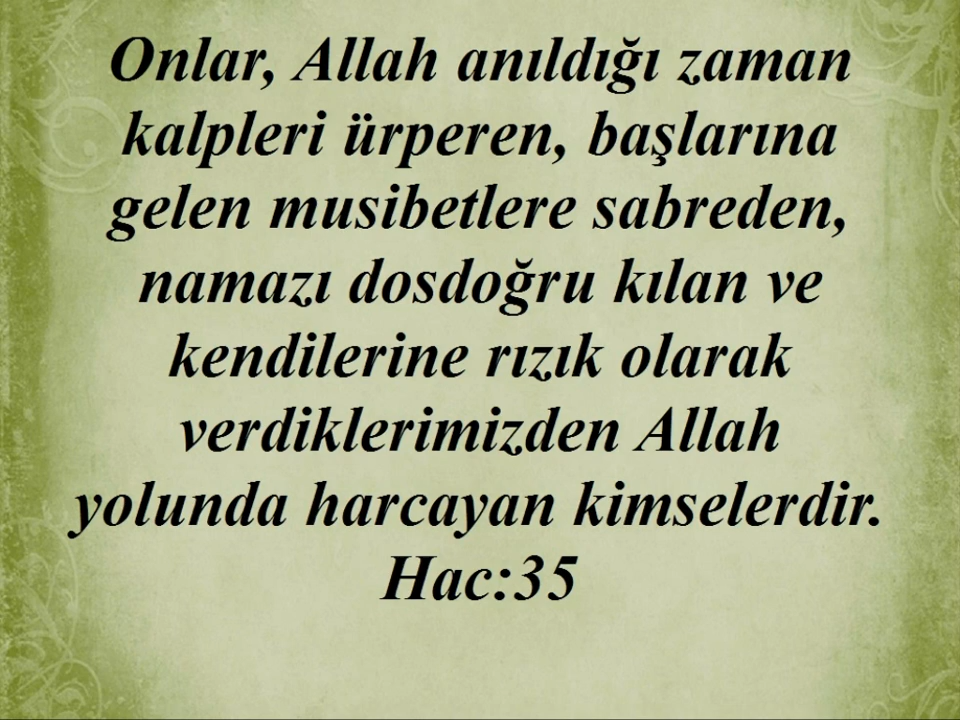 Onlar, Allah anıldığı zaman
kalpleri ürperen, başlarına
gelen musibetlere sabreden,
namazı dosdoğru kılan ve
kendilerine rızık olarak
verdiklerimizden Allah
yolunda harcayan kimselerdir.
Hac:35